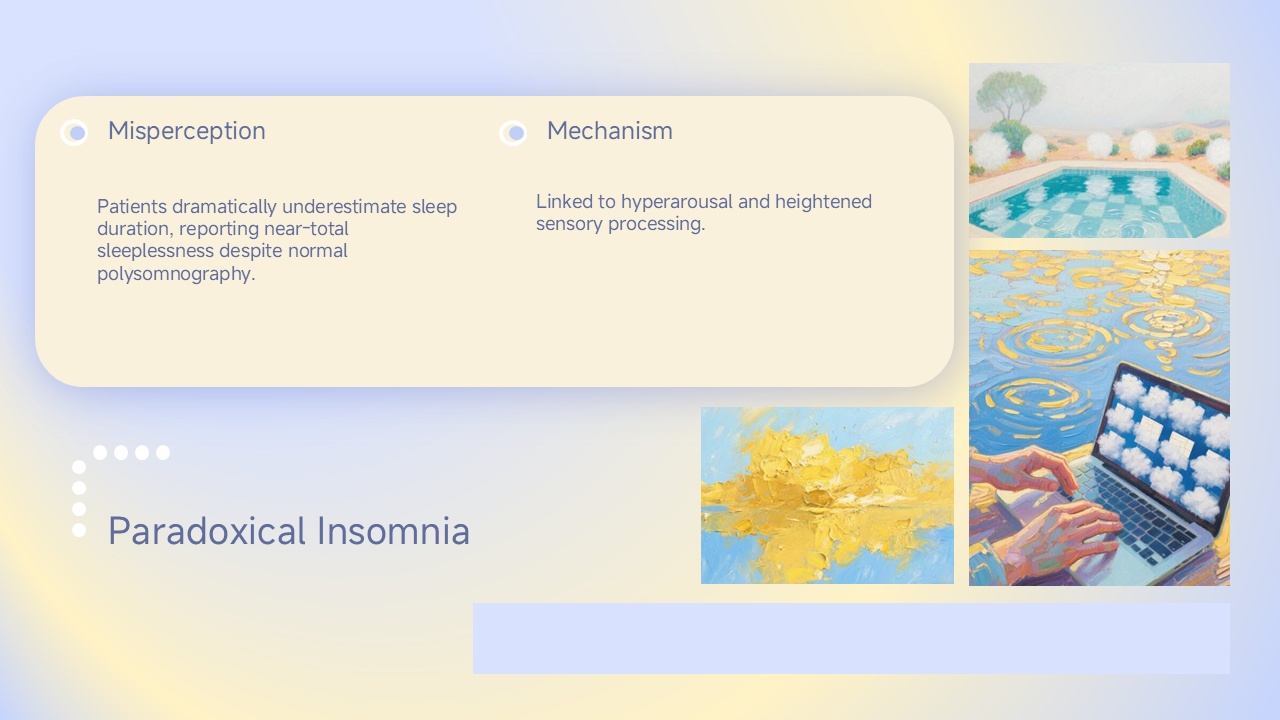 Misperception
Patients dramatically underestimate sleep
duration, reporting near-total
sleeplessness despite normal
polysomnography.
Mechanism
Linked to hyperarousal and heightened
sensory processing.
Paradoxical Insomnia